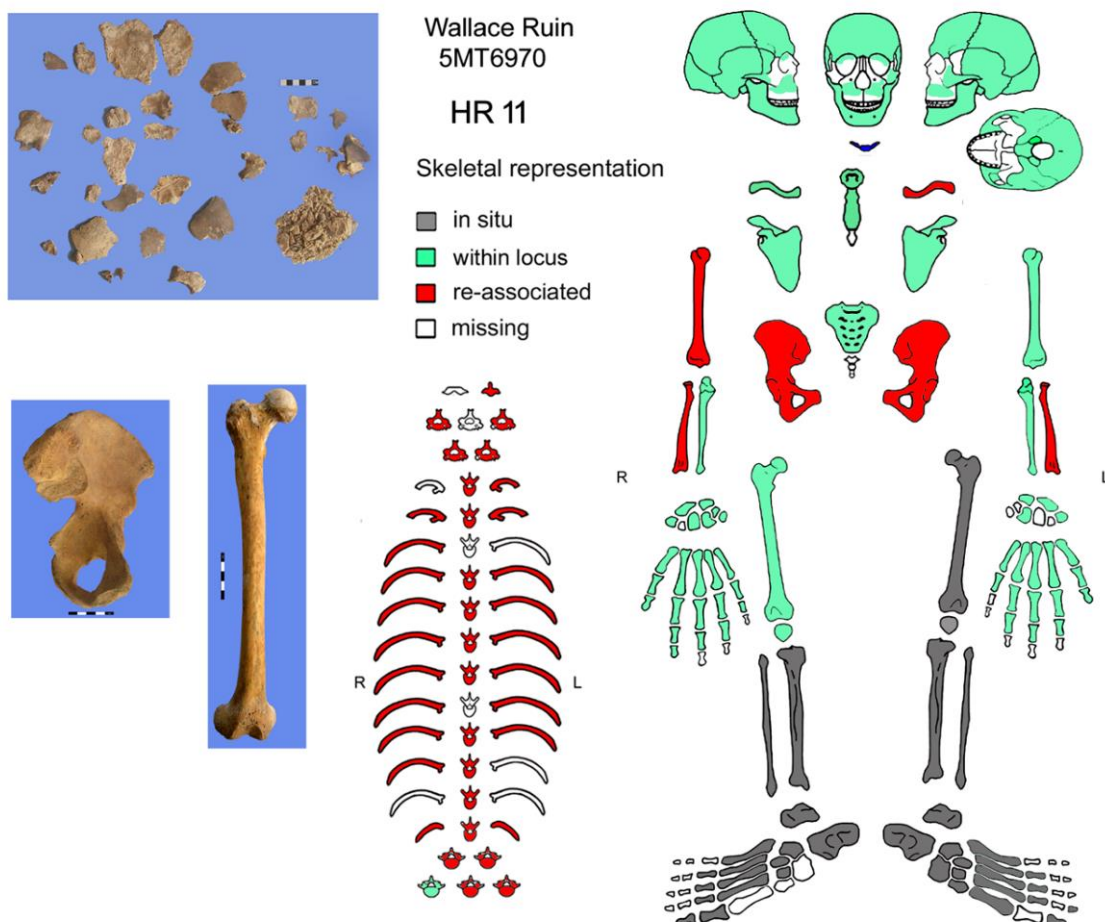 Wallace Ruin
5MT6970
HR 11
Skeletal representation
in situ
within locus
re-associated
missing
R
L
R
L